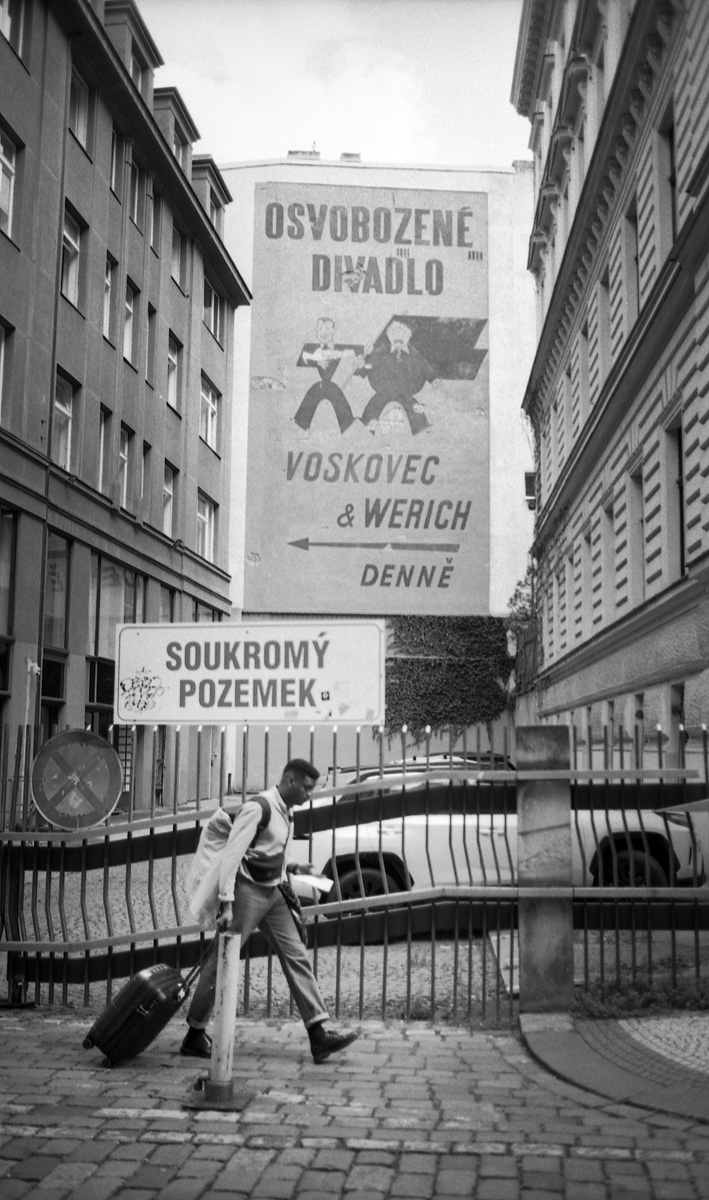 OSVOBOZENÉ
DIVADLO
VOSKOVEC
& WERICH
DENNĚ
SOUKROMÝ
POZEMEK